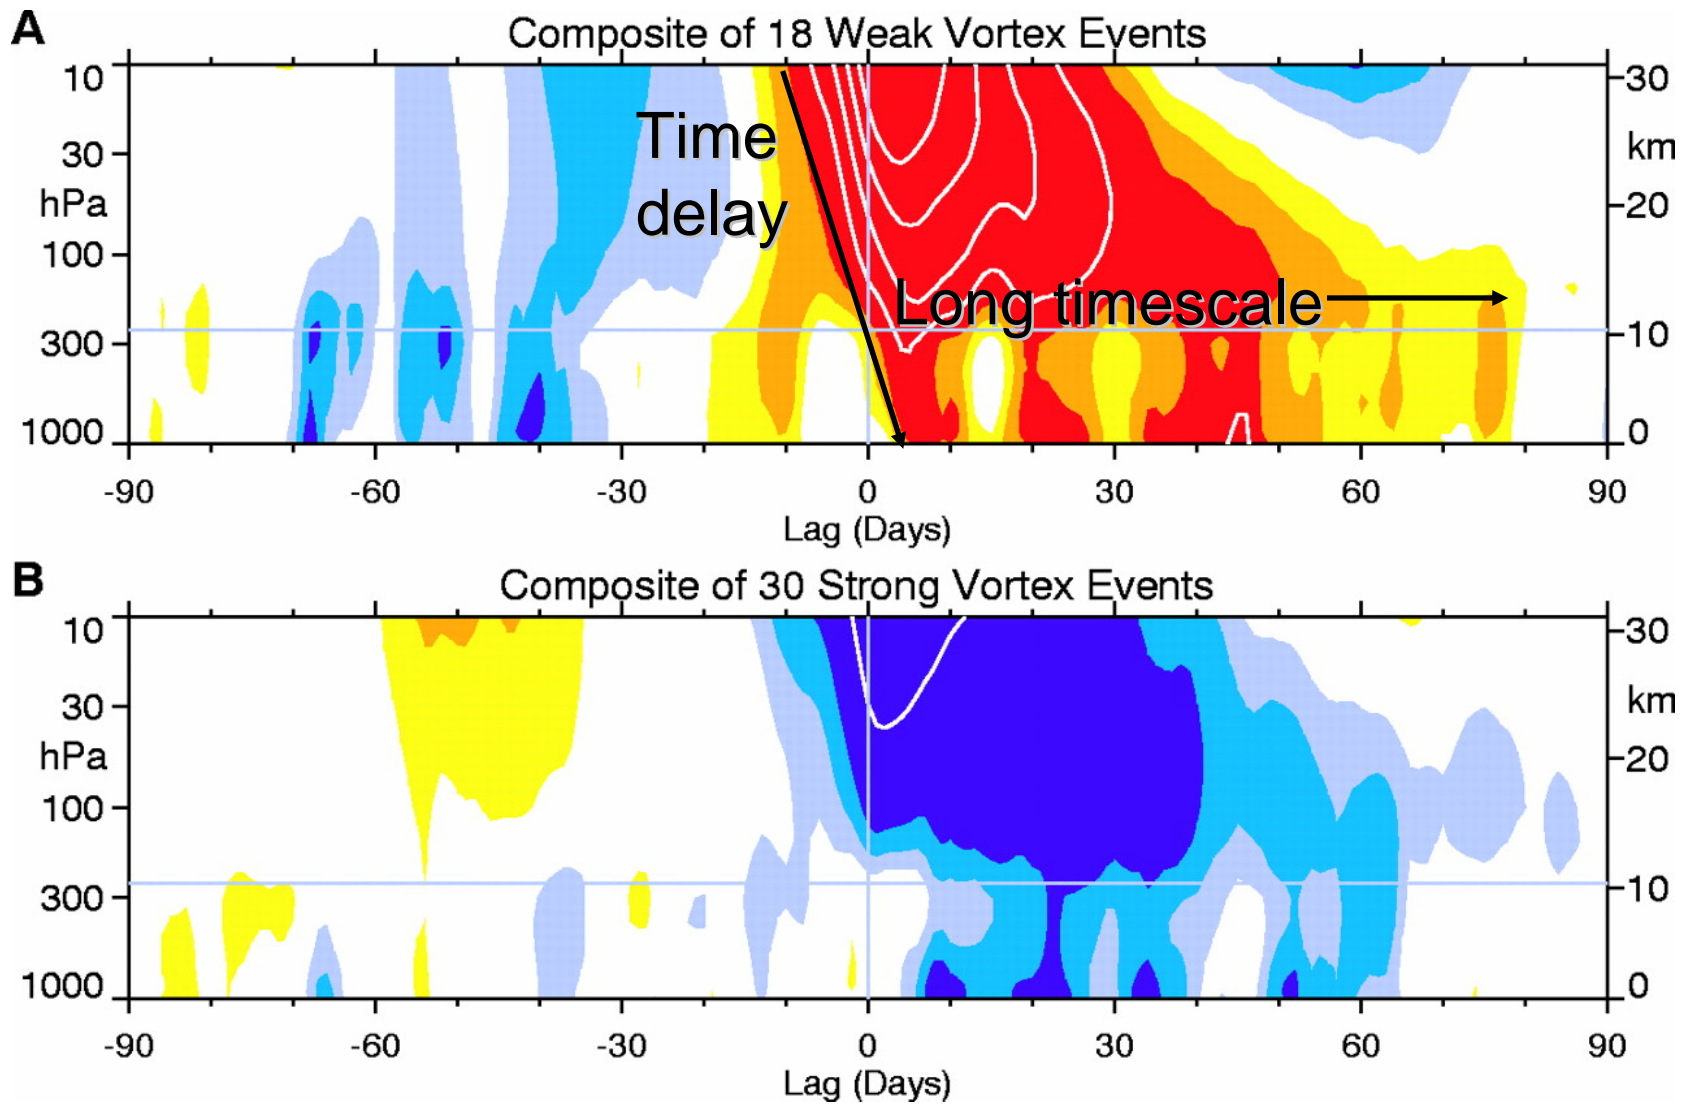 A
Composite of 18 Weak Vortex Events
10
30
hPa
100
300
1000
30
km
20
10
0
Time
delay
Long timescale
-90 -60 -30 0 30 60 90
Lag (Days)
B
Composite of 30 Strong Vortex Events
10
30
hPa
100
300
1000
30
km
20
10
0
-90 -60 -30 0 30 60 90
Lag (Days)